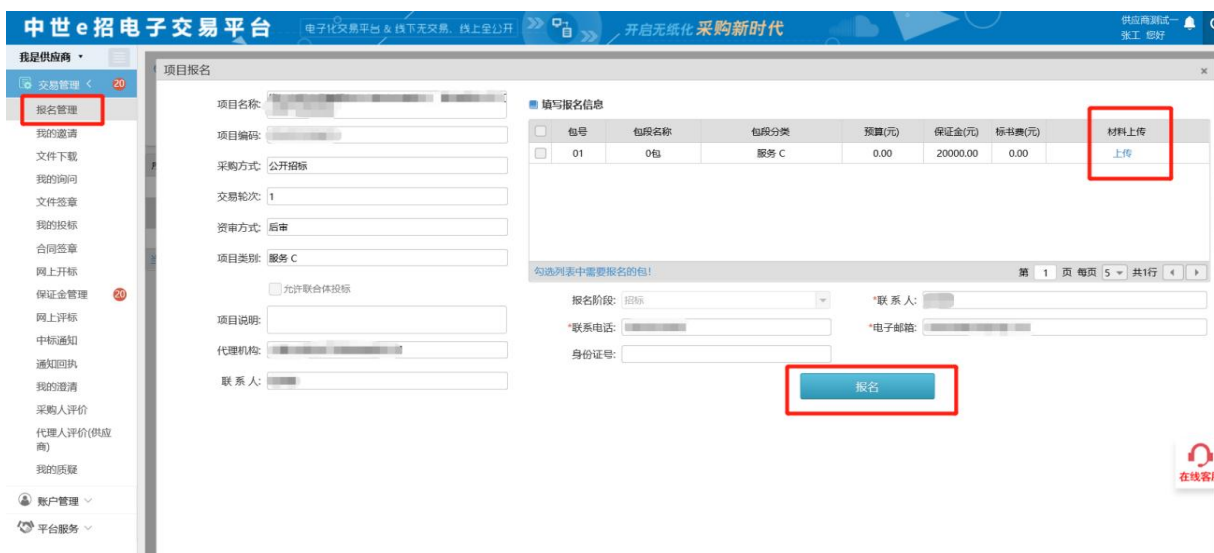 中世e招电子交易平台
电子化交易平台&线下无交易、线上全公开
开启无纸化 采购新时代
供应商测试一
张工 您好
我是供应商
交易管理 20
报名管理
我的邀请
文件下载
我的询问
文件签章
我的投标
合同签章
网上开标
保证金管理 20
网上评标
中标通知
通知回执
我的澄清
采购人评价
代理人评价(供应
商)
我的质疑
账户管理
平台服务
项目报名
项目名称:
项目编码:
采购方式: 公开招标
交易轮次: 1
资审方式: 后审
项目类别: 服务 C
允许联合体投标
项目说明:
代理机构:
联 系 人:
填写报名信息
包号 包段名称 包段分类 预算(元) 保证金(元) 标书费(元) 材料上传
01 0包 服务 C 0.00 20000.00 0.00 上传
勾选列表中需要报名的包! 第 1 页 每页 5 共1行
报名阶段: 招标 *联 系 人:
*联系电话: *电子邮箱:
身份证号:
报名
在线客